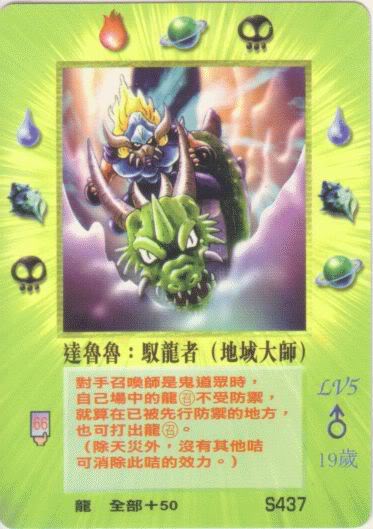 達魯魯：馭龍者（地域大師）
對手召喚師是鬼道眾時，
自己場中的龍㊁不受防禦，
就算在已被先行防禦的地方，
也可打出龍㊁。
（除天災外，沒有其他咭
可消除此咭的效力。）
LV5
66
♂
19歲
龍 全部＋50
S437